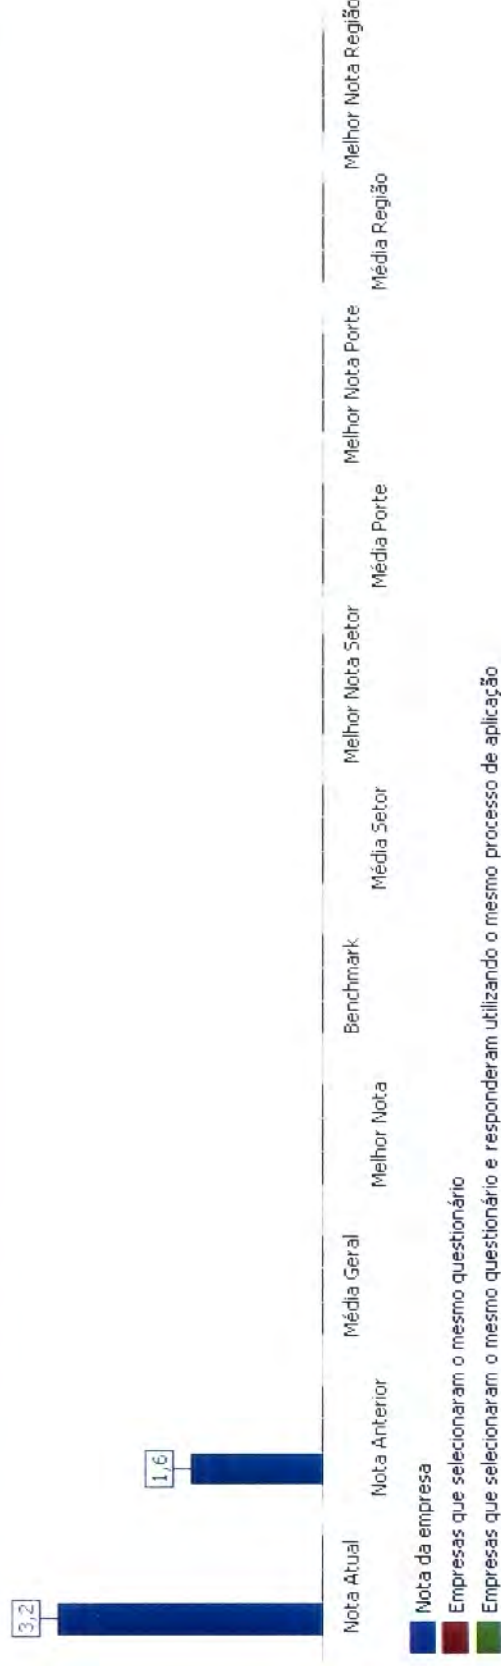 3,2
1,6
Nota Atual
Nota Anterior
Média Geral
Melhor Nota
Benchmark
Média Setor
Melhor Nota Setor
Média Porte
Melhor Nota Porte
Média Região
Melhor Nota Região
Nota da empresa
Empresas que selecionaram o mesmo questionário
Empresas que selecionaram o mesmo questionário e responderam utilizando o mesmo processo de aplicação